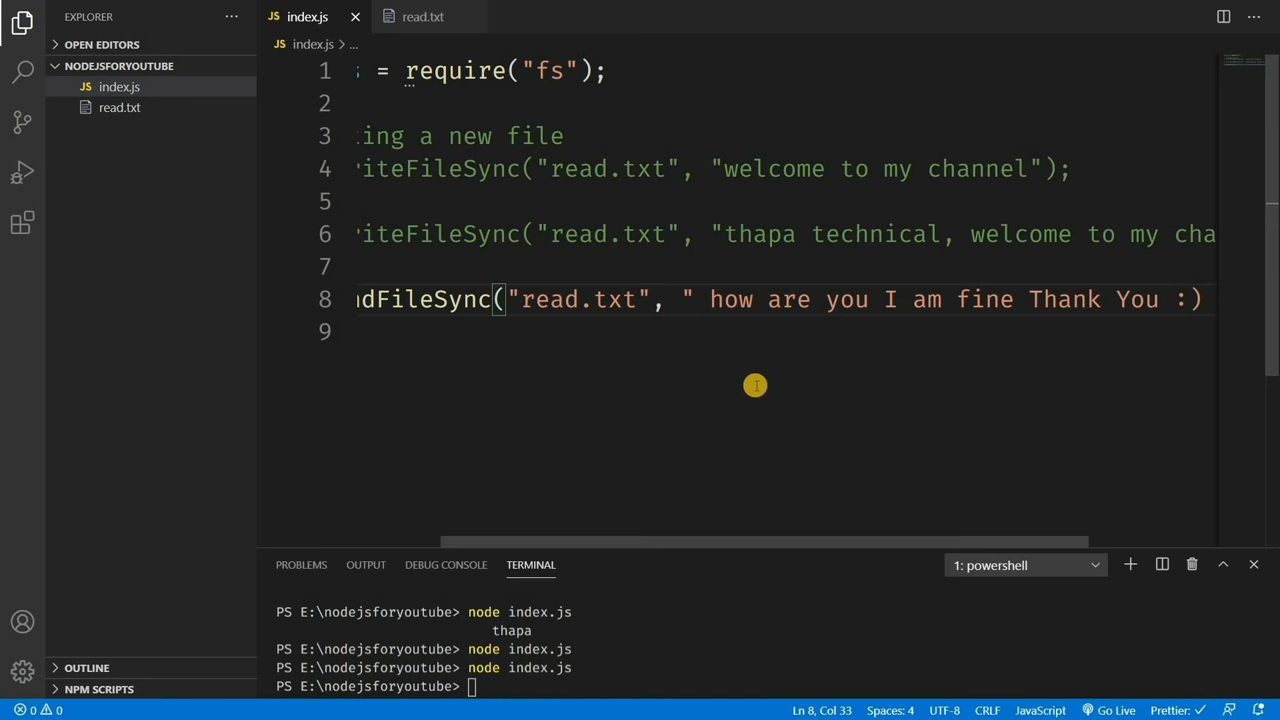 EXPLORER
index.js
read.txt
OPEN EDITORS
index.js > ...
NODEJSFORYOUTUBE
JS index.js
read.txt
1 = require("fs");
2
3 ing a new file
4 iteFileSync("read.txt", "welcome to my channel");
5
6 iteFileSync("read.txt", "thapa technical, welcome to my cha
7
8 dFileSync("read.txt", " how are you I am fine Thank You :)
9
PROBLEMS OUTPUT DEBUG CONSOLE TERMINAL 1: powershell
PS E:\nodejsforyoutube> node index.js
thapa
PS E:\nodejsforyoutube> node index.js
PS E:\nodejsforyoutube> node index.js
PS E:\nodejsforyoutube>
OUTLINE
NPM SCRIPTS
0 0 Ln 8, Col 33 Spaces: 4 UTF-8 CRLF JavaScript Go Live Prettier: ✓